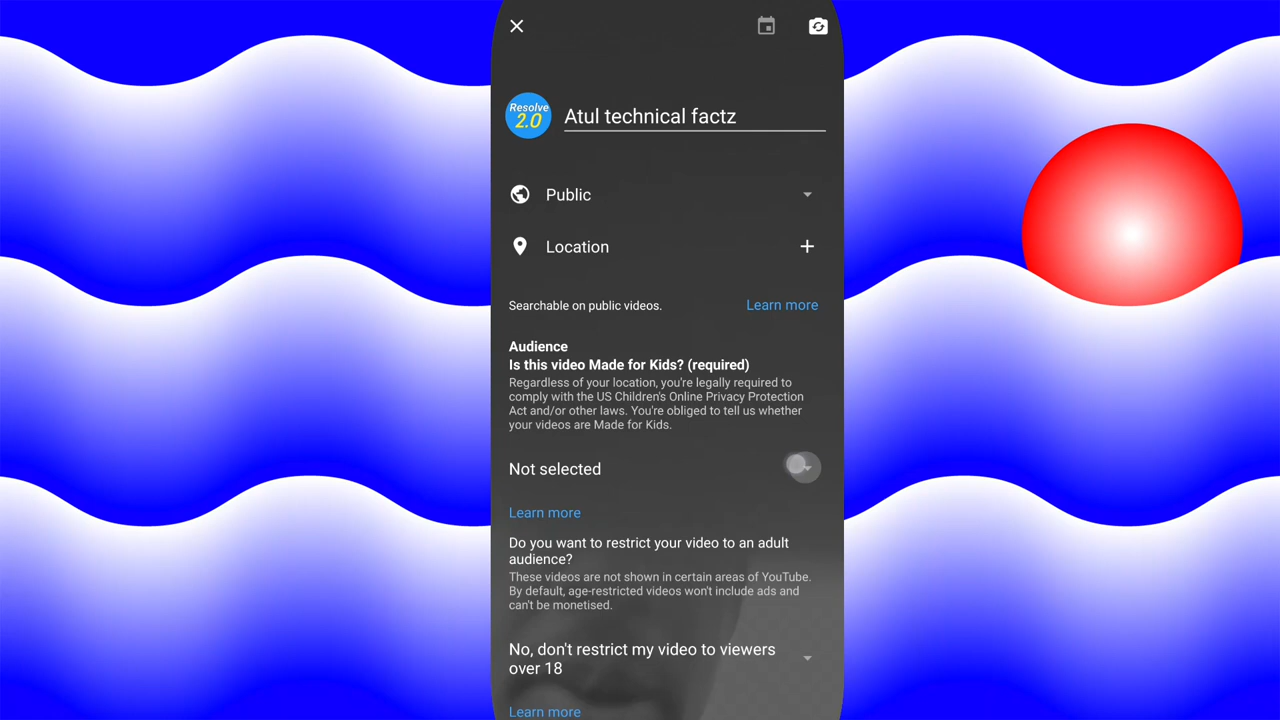 Resolve
2.0
Atul technical factz
Public
Location
Searchable on public videos.
Learn more
Audience
Is this video Made for Kids? (required)
Regardless of your location, you're legally required to
comply with the US Children's Online Privacy Protection
Act and/or other laws. You're obliged to tell us whether
your videos are Made for Kids.
Not selected
Learn more
Do you want to restrict your video to an adult
audience?
These videos are not shown in certain areas of YouTube.
By default, age-restricted videos won't include ads and
can't be monetised.
No, don't restrict my video to viewers
over 18
Learn more